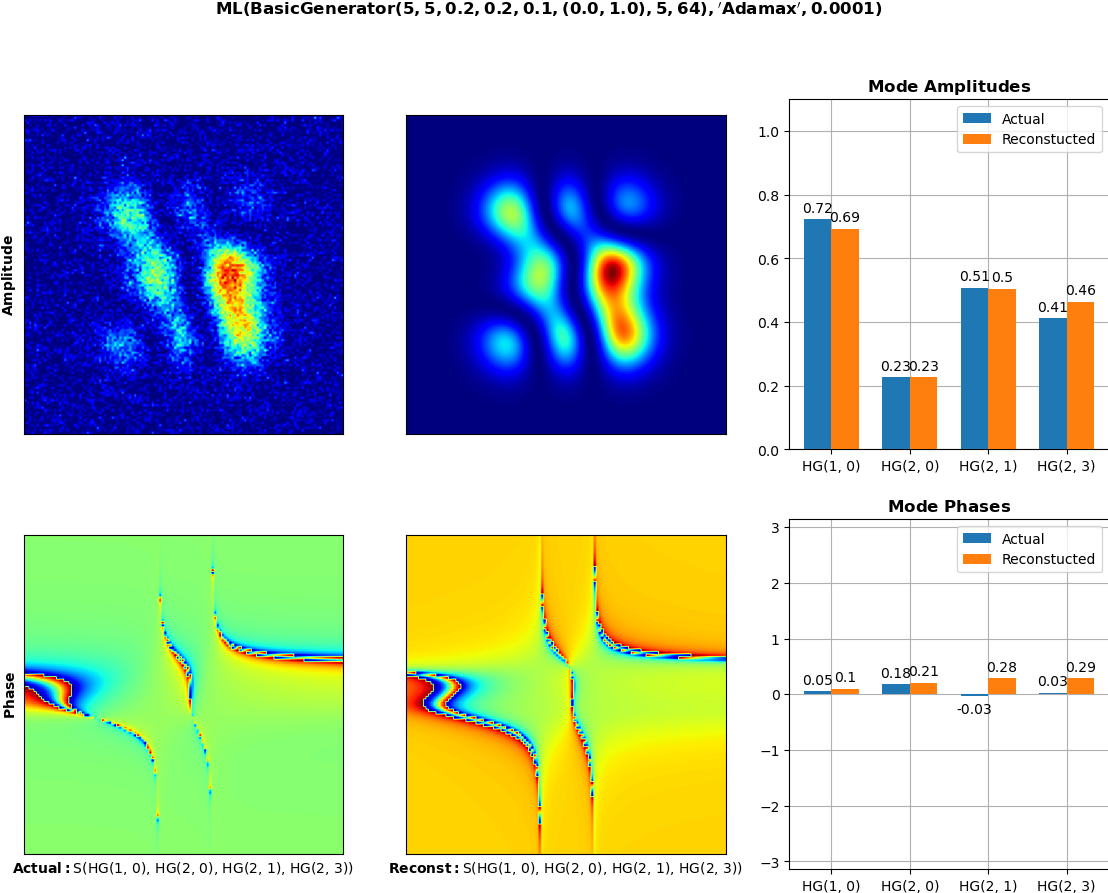 ML(BasicGenerator(5, 5, 0.2, 0.2, 0.1, (0.0, 1.0), 5, 64), ′Adamax′, 0.0001)
Amplitude
Mode Amplitudes
Actual
Reconstucted
1.0
0.8
0.6
0.4
0.2
0.0
0.72
0.69
0.23
0.23
0.51
0.5
0.41
0.46
HG(1, 0)
HG(2, 0)
HG(2, 1)
HG(2, 3)
Phase
Actual: S(HG(1, 0), HG(2, 0), HG(2, 1), HG(2, 3))
Reconst: S(HG(1, 0), HG(2, 0), HG(2, 1), HG(2, 3))
Mode Phases
Actual
Reconstucted
3
2
1
0
−1
−2
−3
0.05
0.1
0.18
0.21
-0.03
0.28
0.03
0.29
HG(1, 0)
HG(2, 0)
HG(2, 1)
HG(2, 3)